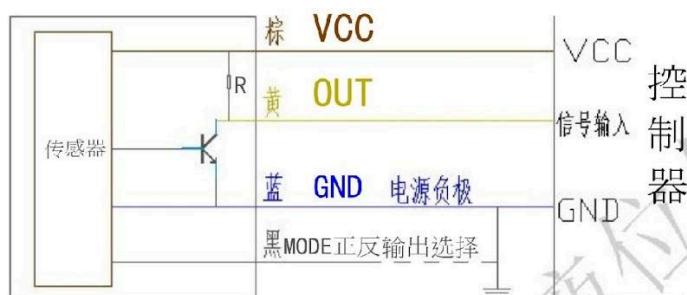 棕 VCC
VCC
R
黄 OUT
信号输入
控制器
传感器
蓝 GND 电源负极
GND
黑MODE正反输出选择